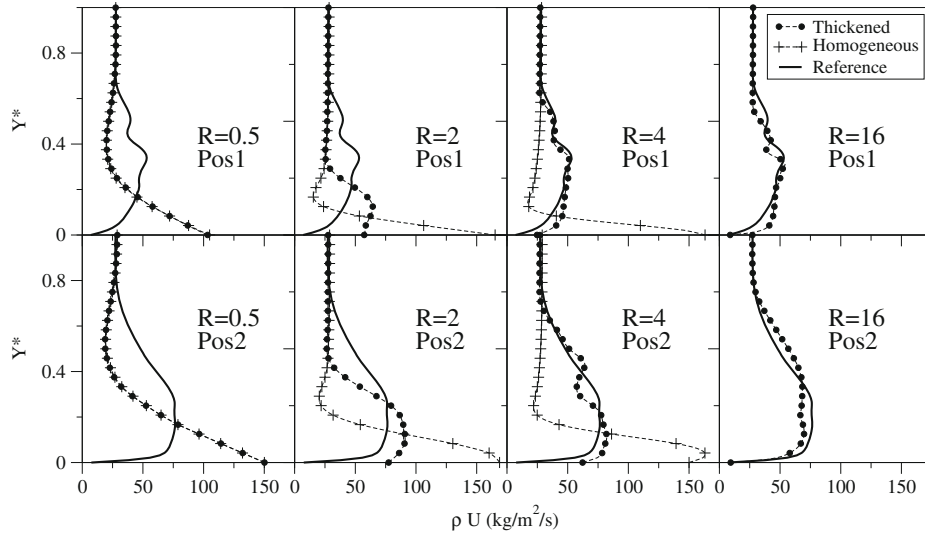 Thickened
Homogeneous
Reference
0.8
0.4
0
Y*
R=0.5
Pos1
R=2
Pos1
R=4
Pos1
R=16
Pos1
0.8
0.4
0
Y*
R=0.5
Pos2
R=2
Pos2
R=4
Pos2
R=16
Pos2
0 50 100 150 0 50 100 150 0 50 100 150 0 50 100 150
ρ U (kg/m²/s)